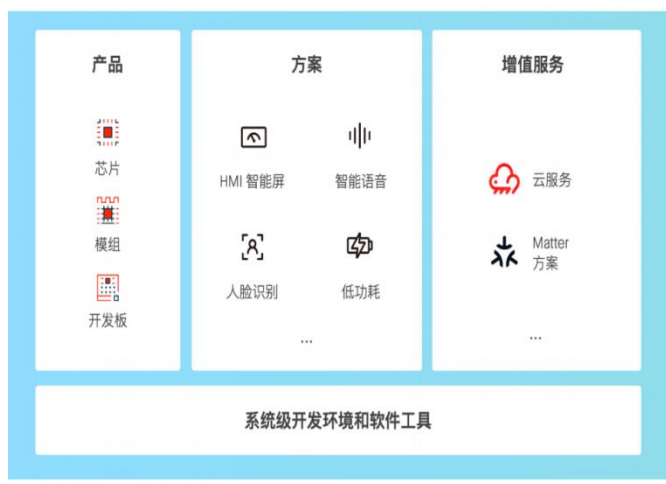 产品
芯片
模组
开发板
方案
HMI 智能屏
智能语音
人脸识别
低功耗
...
增值服务
云服务
Matter
方案
...
系统级开发环境和软件工具